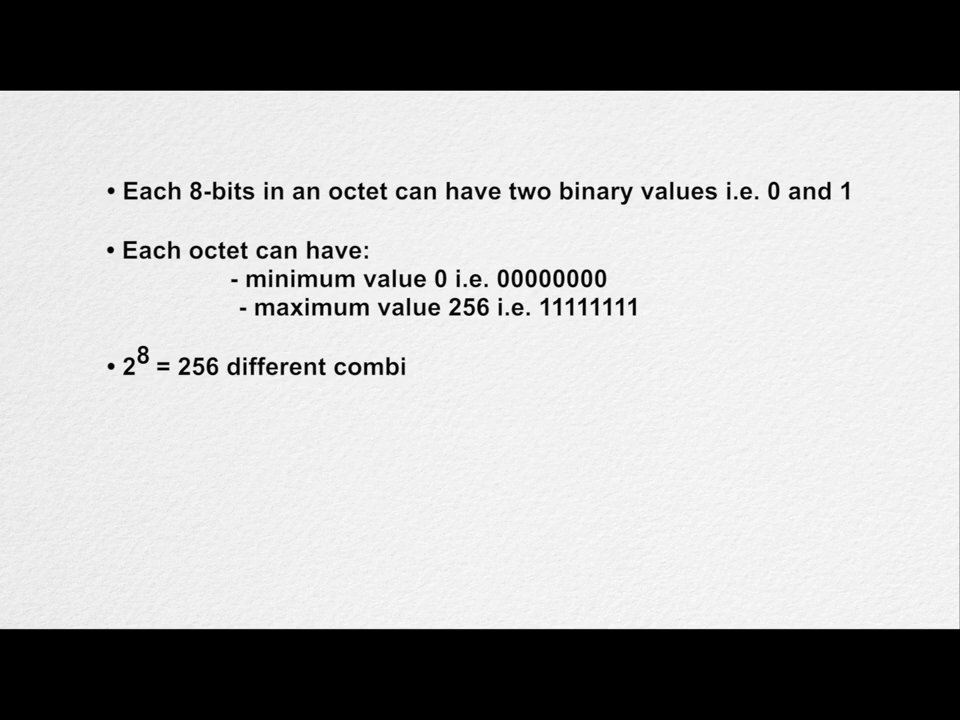 • Each 8-bits in an octet can have two binary values i.e. 0 and 1
• Each octet can have:
- minimum value 0 i.e. 00000000
- maximum value 256 i.e. 11111111
• 2^8 = 256 different combi